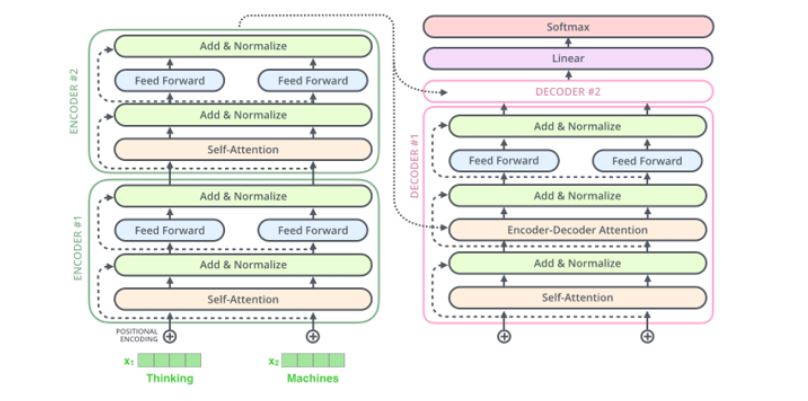 ENCODER #2
Add & Normalize
Feed Forward
Feed Forward
Add & Normalize
Self-Attention
ENCODER #1
Add & Normalize
Feed Forward
Feed Forward
Add & Normalize
Self-Attention
POSITIONAL
ENCODING
x₁
x₂
Thinking
Machines
Softmax
Linear
DECODER #2
DECODER #1
Add & Normalize
Feed Forward
Feed Forward
Add & Normalize
Encoder-Decoder Attention
Add & Normalize
Self-Attention